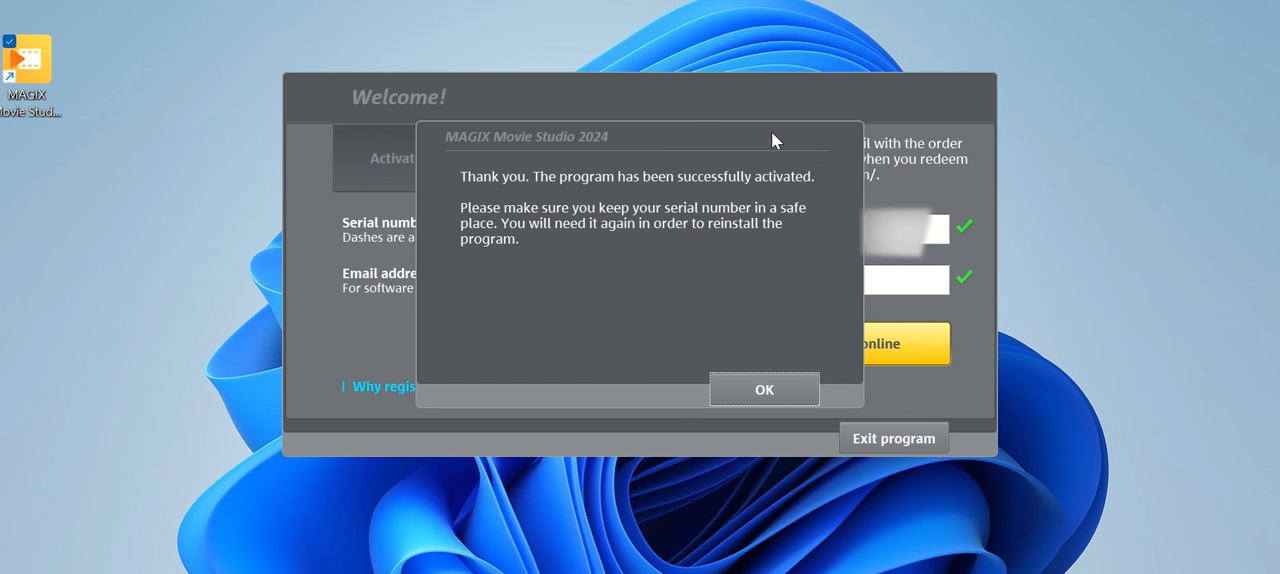 MAGIX
Movie Stud...
Welcome!
MAGIX Movie Studio 2024
Activat
il with the order
when you redeem
m/.
Thank you. The program has been successfully activated.
Please make sure you keep your serial number in a safe
place. You will need it again in order to reinstall the
program.
Serial numb
Dashes are a
Email addre
For software
online
Why regis
OK
Exit program